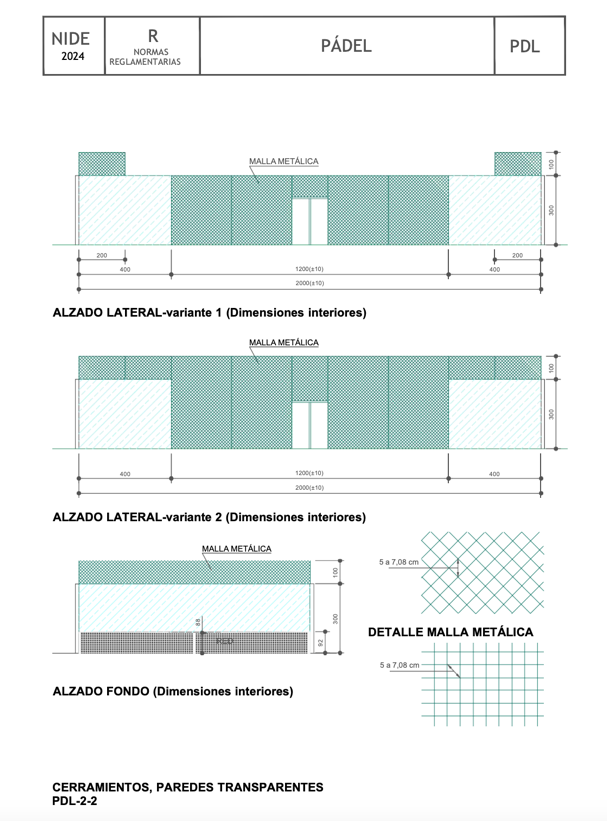 NIDE
2024
R
NORMAS
REGLAMENTARIAS
PÁDEL
PDL
MALLA METÁLICA
100
300
200
200
400
1200(±10)
400
2000(±10)
ALZADO LATERAL-variante 1 (Dimensiones interiores)
MALLA METÁLICA
100
300
400
1200(±10)
400
2000(±10)
ALZADO LATERAL-variante 2 (Dimensiones interiores)
MALLA METÁLICA
100
300
88
RED
92
ALZADO FONDO (Dimensiones interiores)
5 a 7,08 cm
DETALLE MALLA METÁLICA
5 a 7,08 cm
CERRAMIENTOS, PAREDES TRANSPARENTES
PDL-2-2